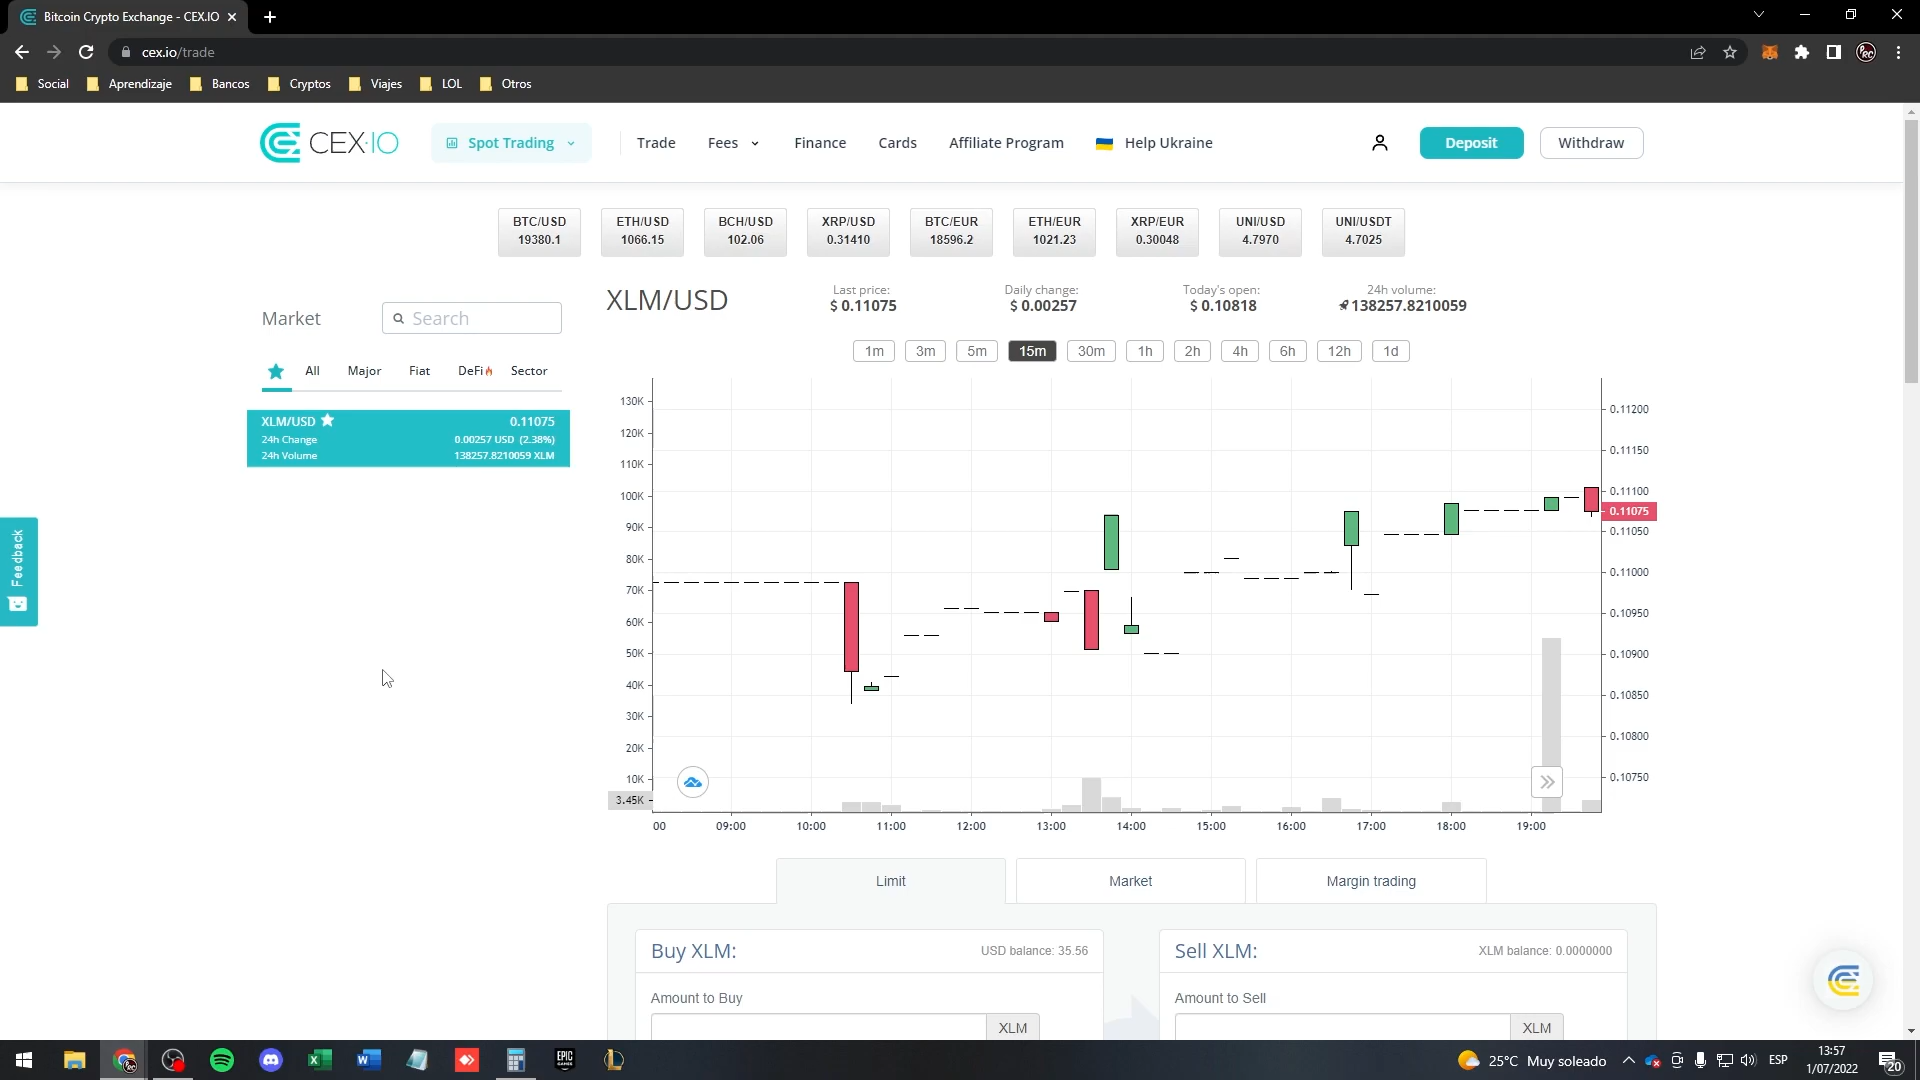 Bitcoin Crypto Exchange - CEX.IO
cex.io/trade
Social Aprendizaje Bancos Cryptos Viajes LOL Otros
CEX.IO Spot Trading Trade Fees Finance Cards Affiliate Program Help Ukraine Deposit Withdraw
BTC/USD ETH/USD BCH/USD XRP/USD BTC/EUR ETH/EUR XRP/EUR UNI/USD UNI/USDT
19380.1 1066.15 102.06 0.31410 18596.2 1021.23 0.30048 4.7970 4.7025
Market Search
All Major Fiat DeFi Sector
XLM/USD 0.11075
24h Change 0.00257 USD (2.38%)
24h Volume 138257.8210059 XLM
Feedback
XLM/USD
Last price: Daily change: Today's open: 24h volume:
$ 0.11075 $ 0.00257 $ 0.10818 138257.8210059
1m 3m 5m 15m 30m 1h 2h 4h 6h 12h 1d
130K
120K
110K
100K
90K
80K
70K
60K
50K
40K
30K
20K
10K
3.45K
0.11200
0.11150
0.11100
0.11075
0.11050
0.11000
0.10950
0.10900
0.10850
0.10800
0.10750
00 09:00 10:00 11:00 12:00 13:00 14:00 15:00 16:00 17:00 18:00 19:00
Limit Market Margin trading
Buy XLM: USD balance: 35.56
Amount to Buy
XLM
Sell XLM: XLM balance: 0.0000000
Amount to Sell
XLM
EPIC GAMES
25°C Muy soleado
ESP
13:57
1/07/2022
20